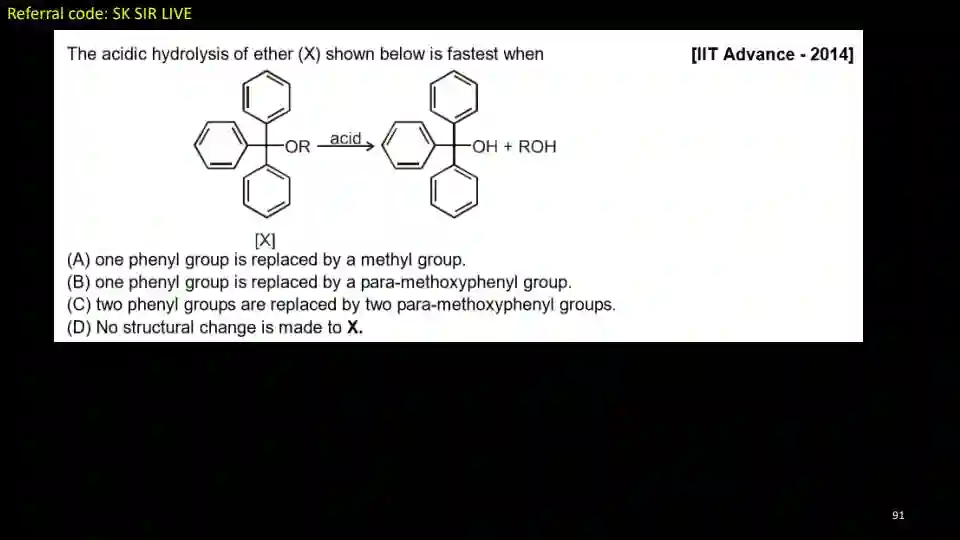 Referral code: SK SIR LIVE
The acidic hydrolysis of ether (X) shown below is fastest when [IIT Advance - 2014]
OR acid OH + ROH
[X]
(A) one phenyl group is replaced by a methyl group.
(B) one phenyl group is replaced by a para-methoxyphenyl group.
(C) two phenyl groups are replaced by two para-methoxyphenyl groups.
(D) No structural change is made to X.
91